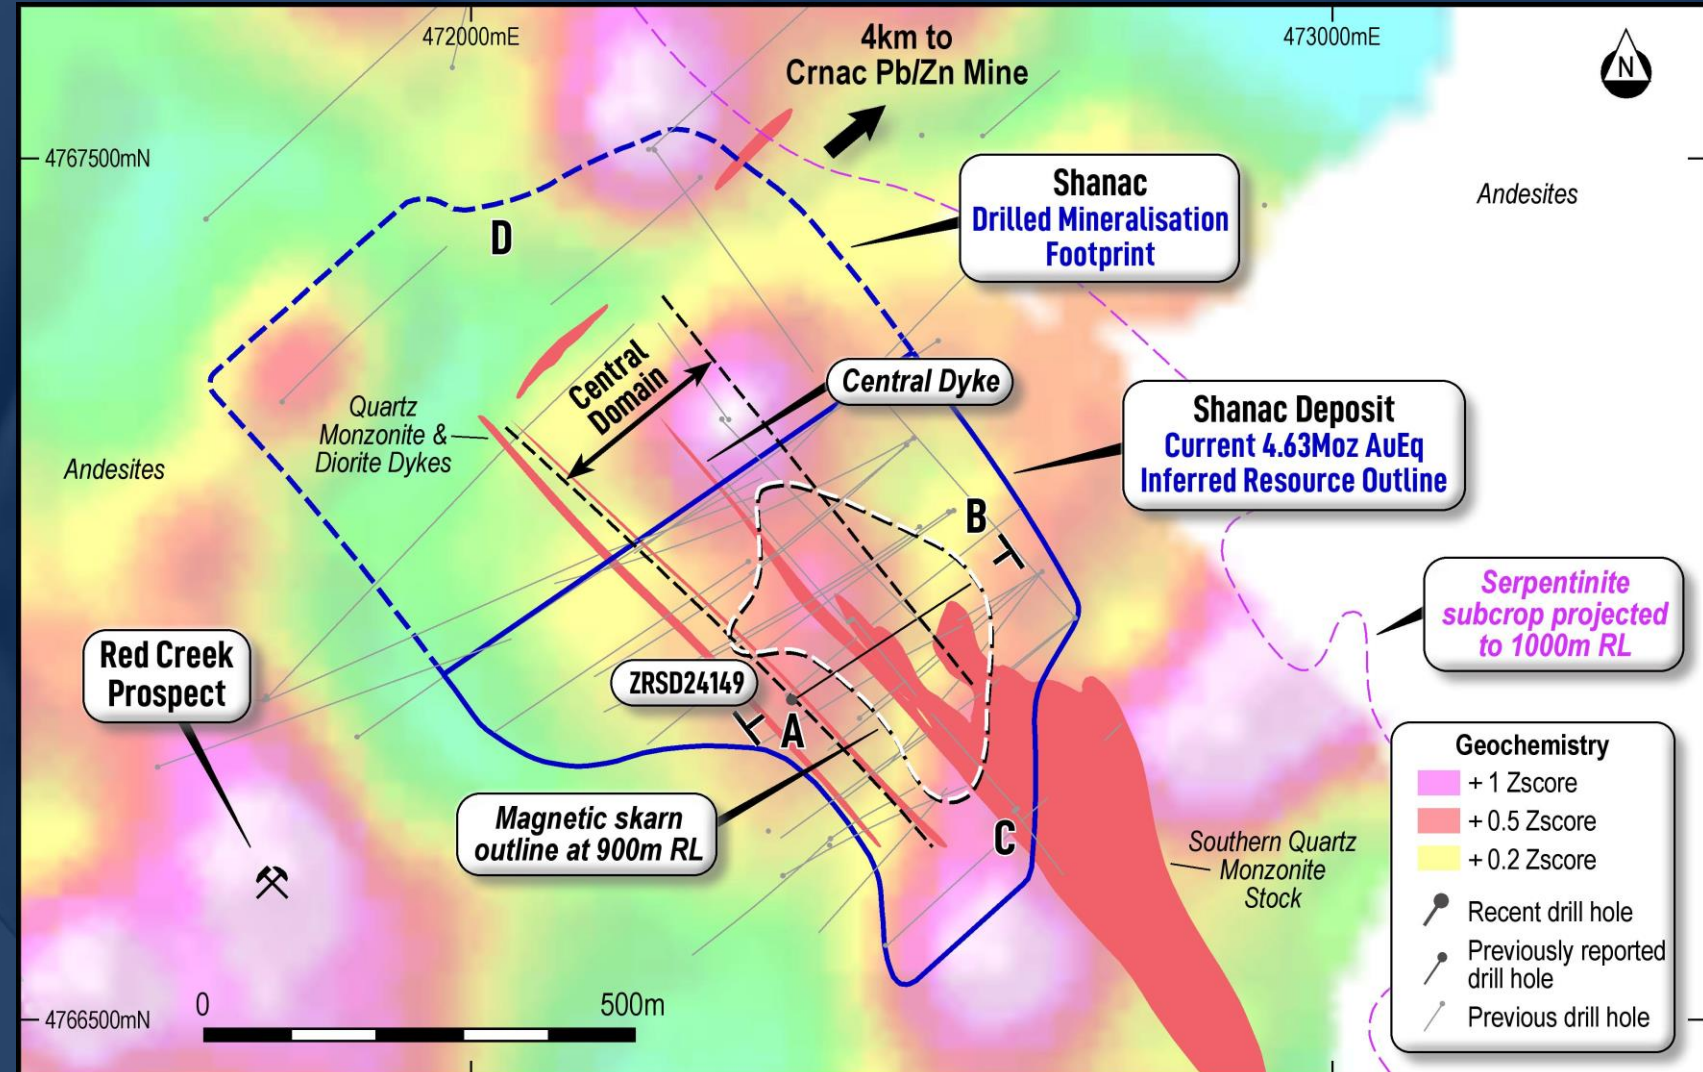 472000mE
473000mE
4km to
Crnac Pb/Zn Mine
N
4767500mN
Shanac
Drilled Mineralisation
Footprint
Andesites
D
Central
Domain
Central Dyke
Quartz
Monzonite &
Diorite Dykes
Andesites
Shanac Deposit
Current 4.63Moz AuEq
Inferred Resource Outline
B
Serpentinite
subcrop projected
to 1000m RL
Red Creek
Prospect
ZRSD24149
A
Magnetic skarn
outline at 900m RL
C
Southern Quartz
Monzonite
Stock
Geochemistry
+ 1 Zscore
+ 0.5 Zscore
+ 0.2 Zscore
Recent drill hole
Previously reported
drill hole
Previous drill hole
0
500m
4766500mN